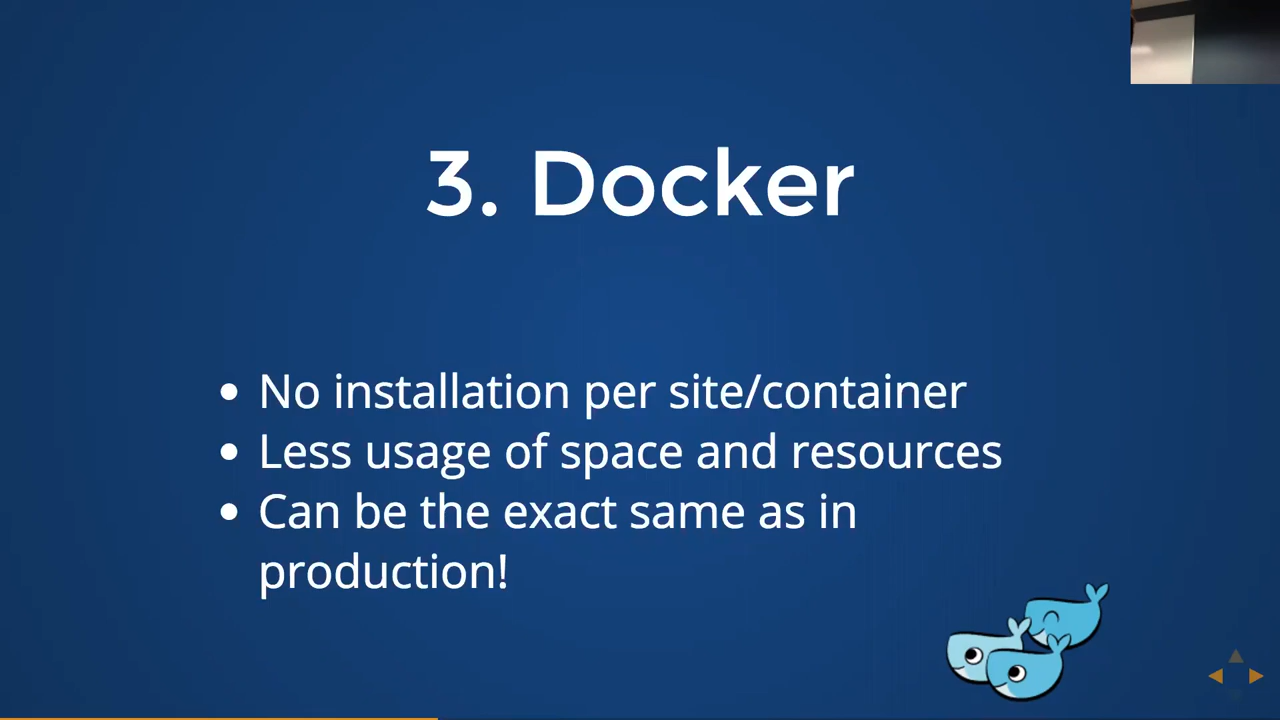 3. Docker
No installation per site/container
Less usage of space and resources
Can be the exact same as in
production!